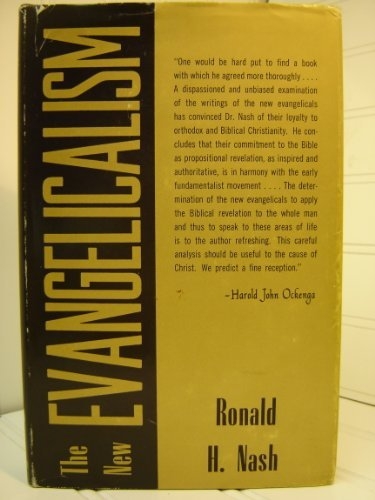 The New
EVANGELICALISM
"One would be hard put to find a book
with which he agreed more thoroughly . . . .
A dispassioned and unbiased examination
of the writings of the new evangelicals
has convinced Dr. Nash of their loyalty to
orthodox and Biblical Christianity. He con-
cludes that their commitment to the Bible
as propositional revelation, as inspired and
authoritative, is in harmony with the early
fundamentalist movement . . . . The deter-
mination of the new evangelicals to apply
the Biblical revelation to the whole man
and thus to speak to these areas of life
is to the author refreshing. This careful
analysis should be useful to the cause of
Christ. We predict a fine reception."
–Harold John Ockenga
Ronald
H. Nash